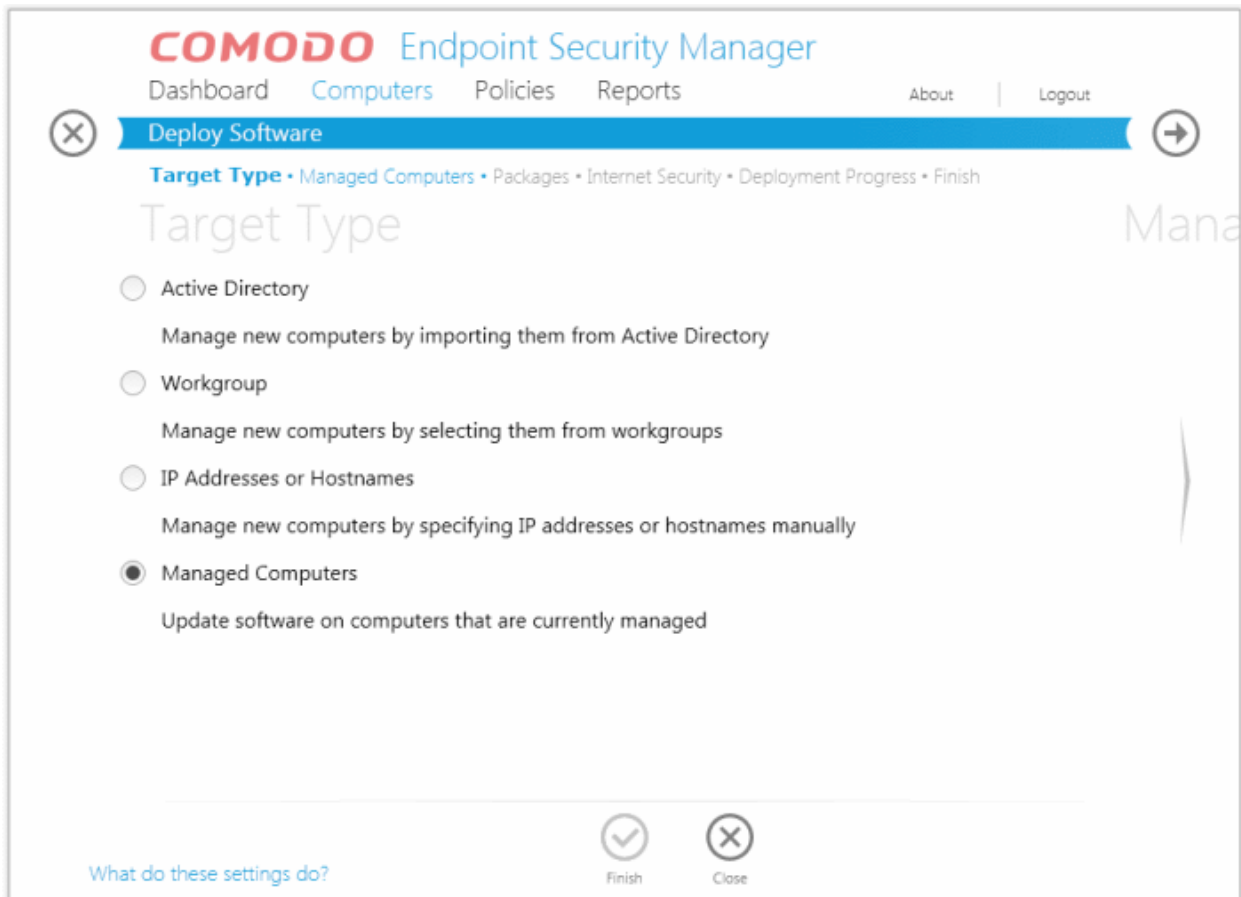 COMODO Endpoint Security Manager
Dashboard Computers Policies Reports About Logout
Deploy Software
Target Type • Managed Computers • Packages • Internet Security • Deployment Progress • Finish
Target Type Mana
Active Directory
Manage new computers by importing them from Active Directory
Workgroup
Manage new computers by selecting them from workgroups
IP Addresses or Hostnames
Manage new computers by specifying IP addresses or hostnames manually
Managed Computers
Update software on computers that are currently managed
Finish Close
What do these settings do?